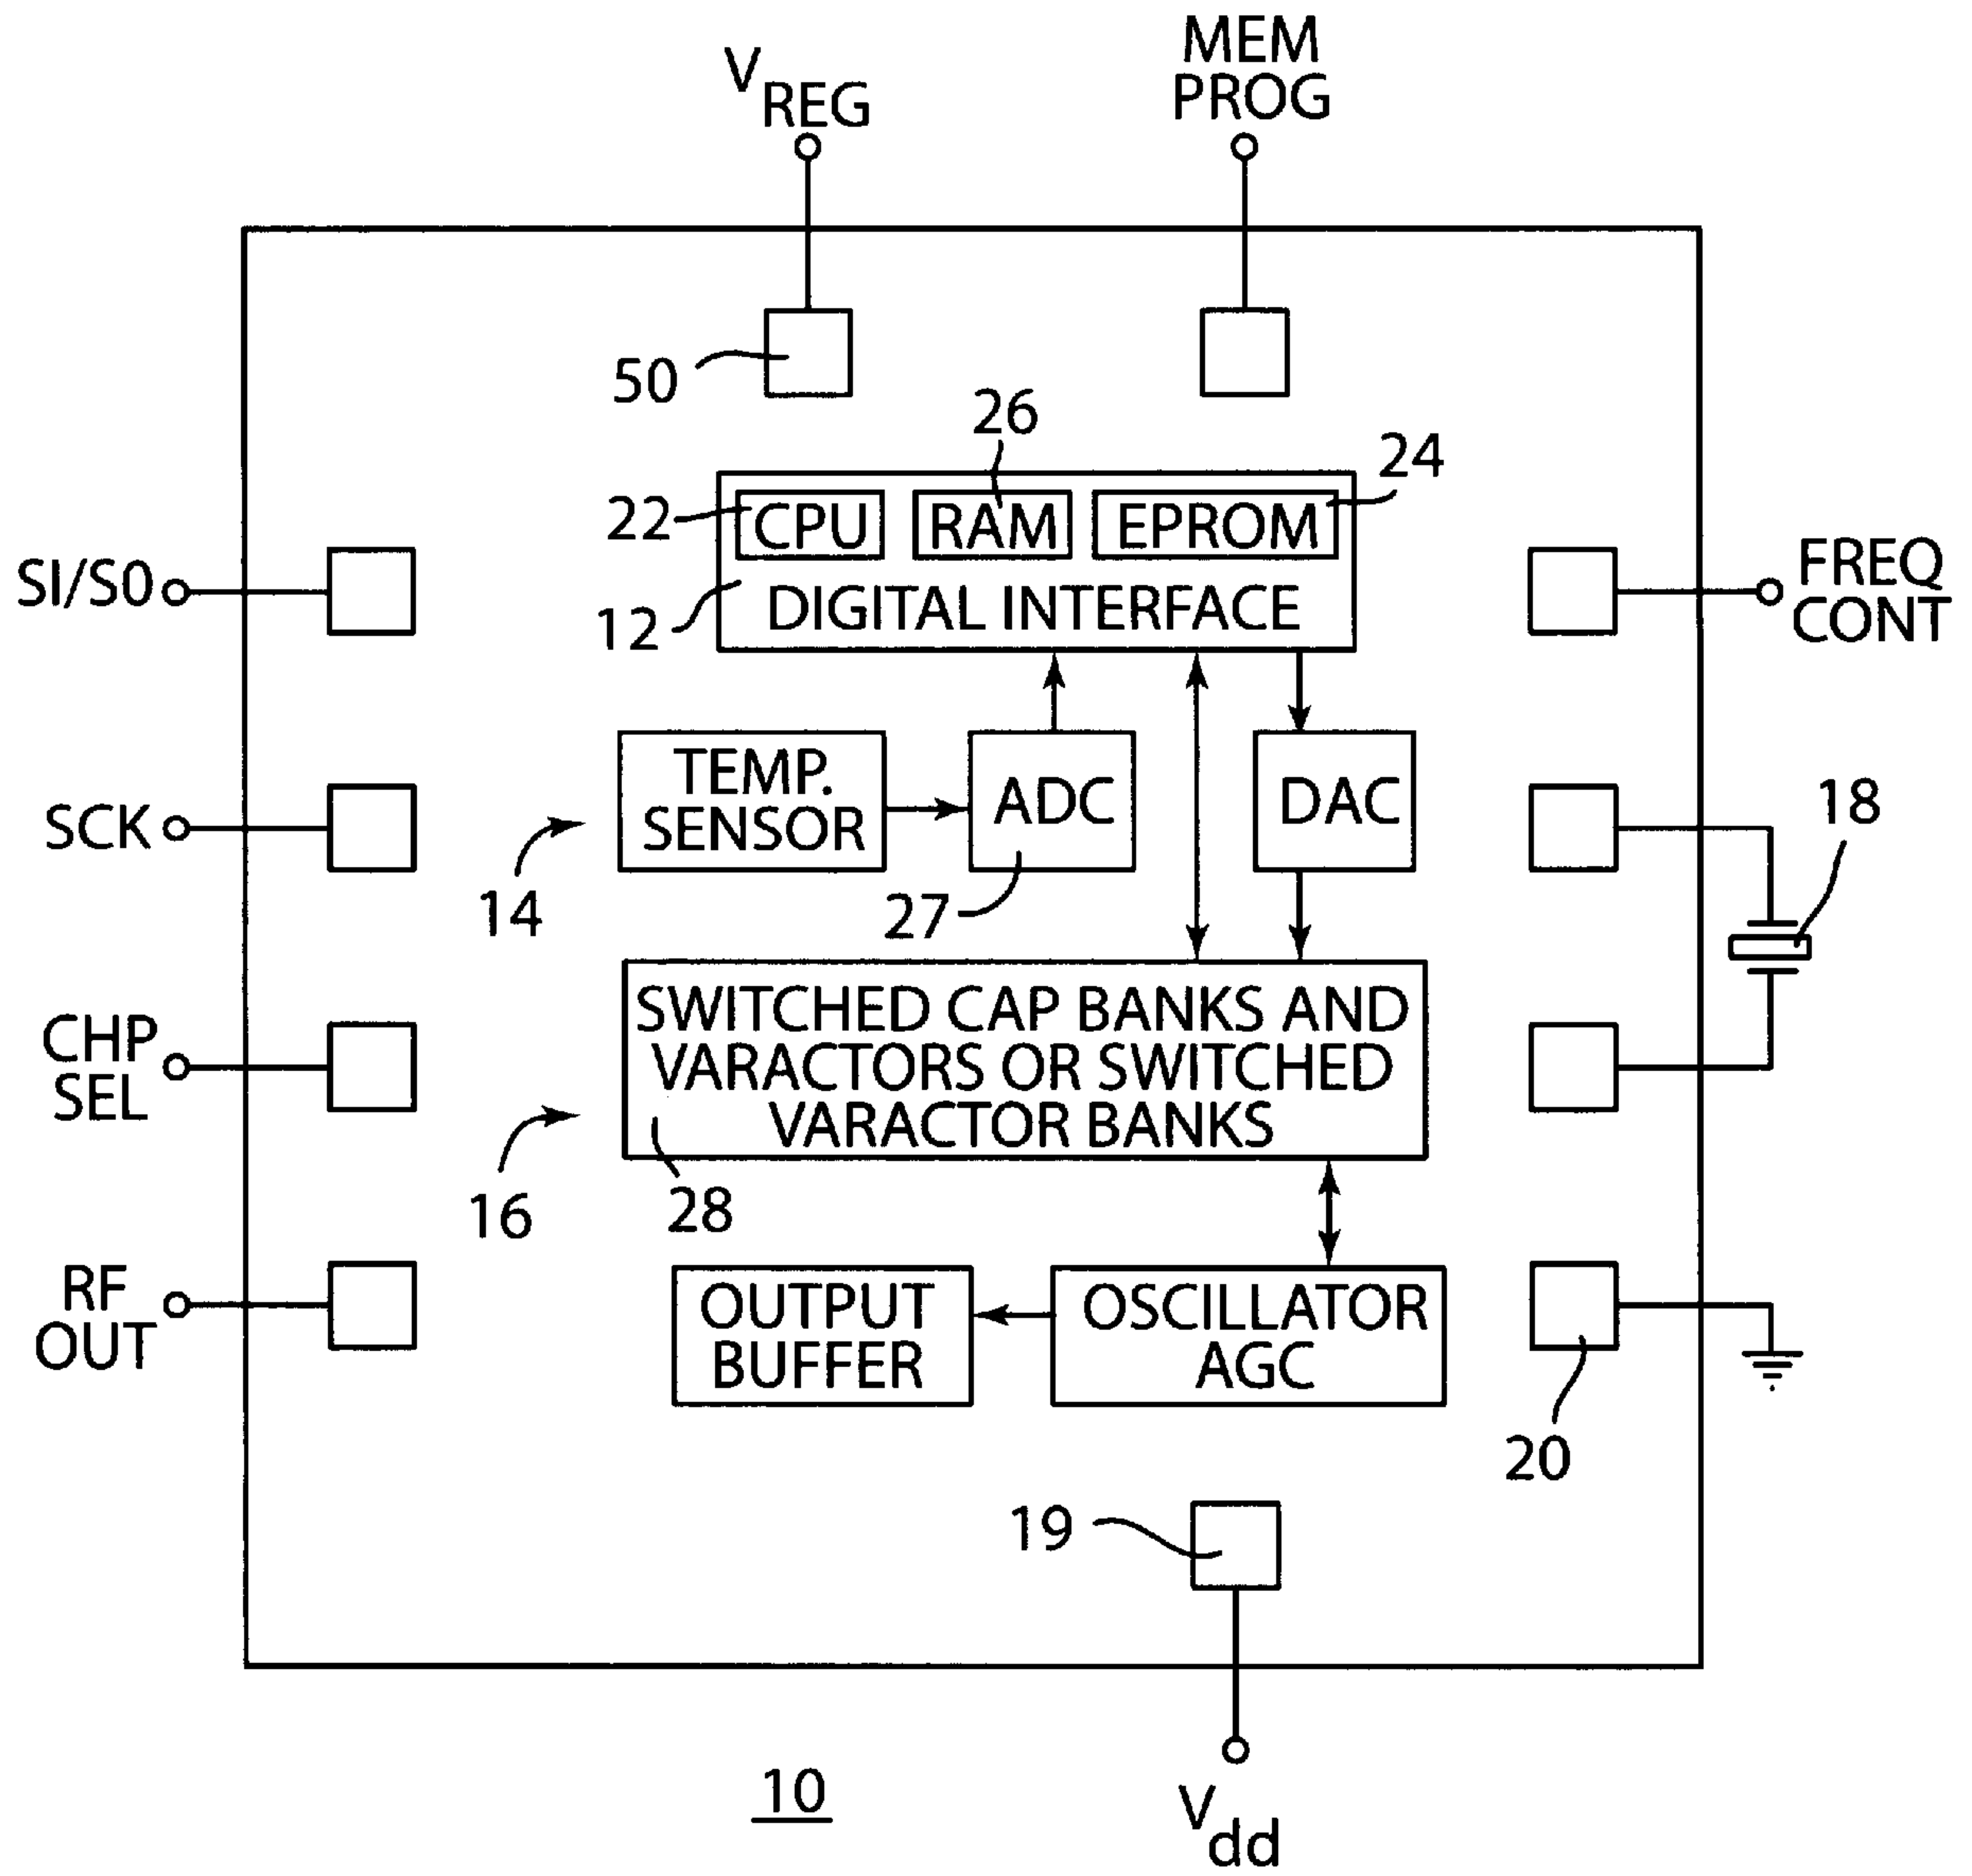 V REG
MEM
PROG
50
26
24
22
CPU
RAM
EPROM
12
DIGITAL INTERFACE
SI/S0
FREQ
CONT
TEMP.
SENSOR
ADC
DAC
18
SCK
14
27
SWITCHED CAP BANKS AND
VARACTORS OR SWITCHED
VARACTOR BANKS
CHP
SEL
16
28
RF
OUT
OUTPUT
BUFFER
OSCILLATOR
AGC
20
19
10
Vdd